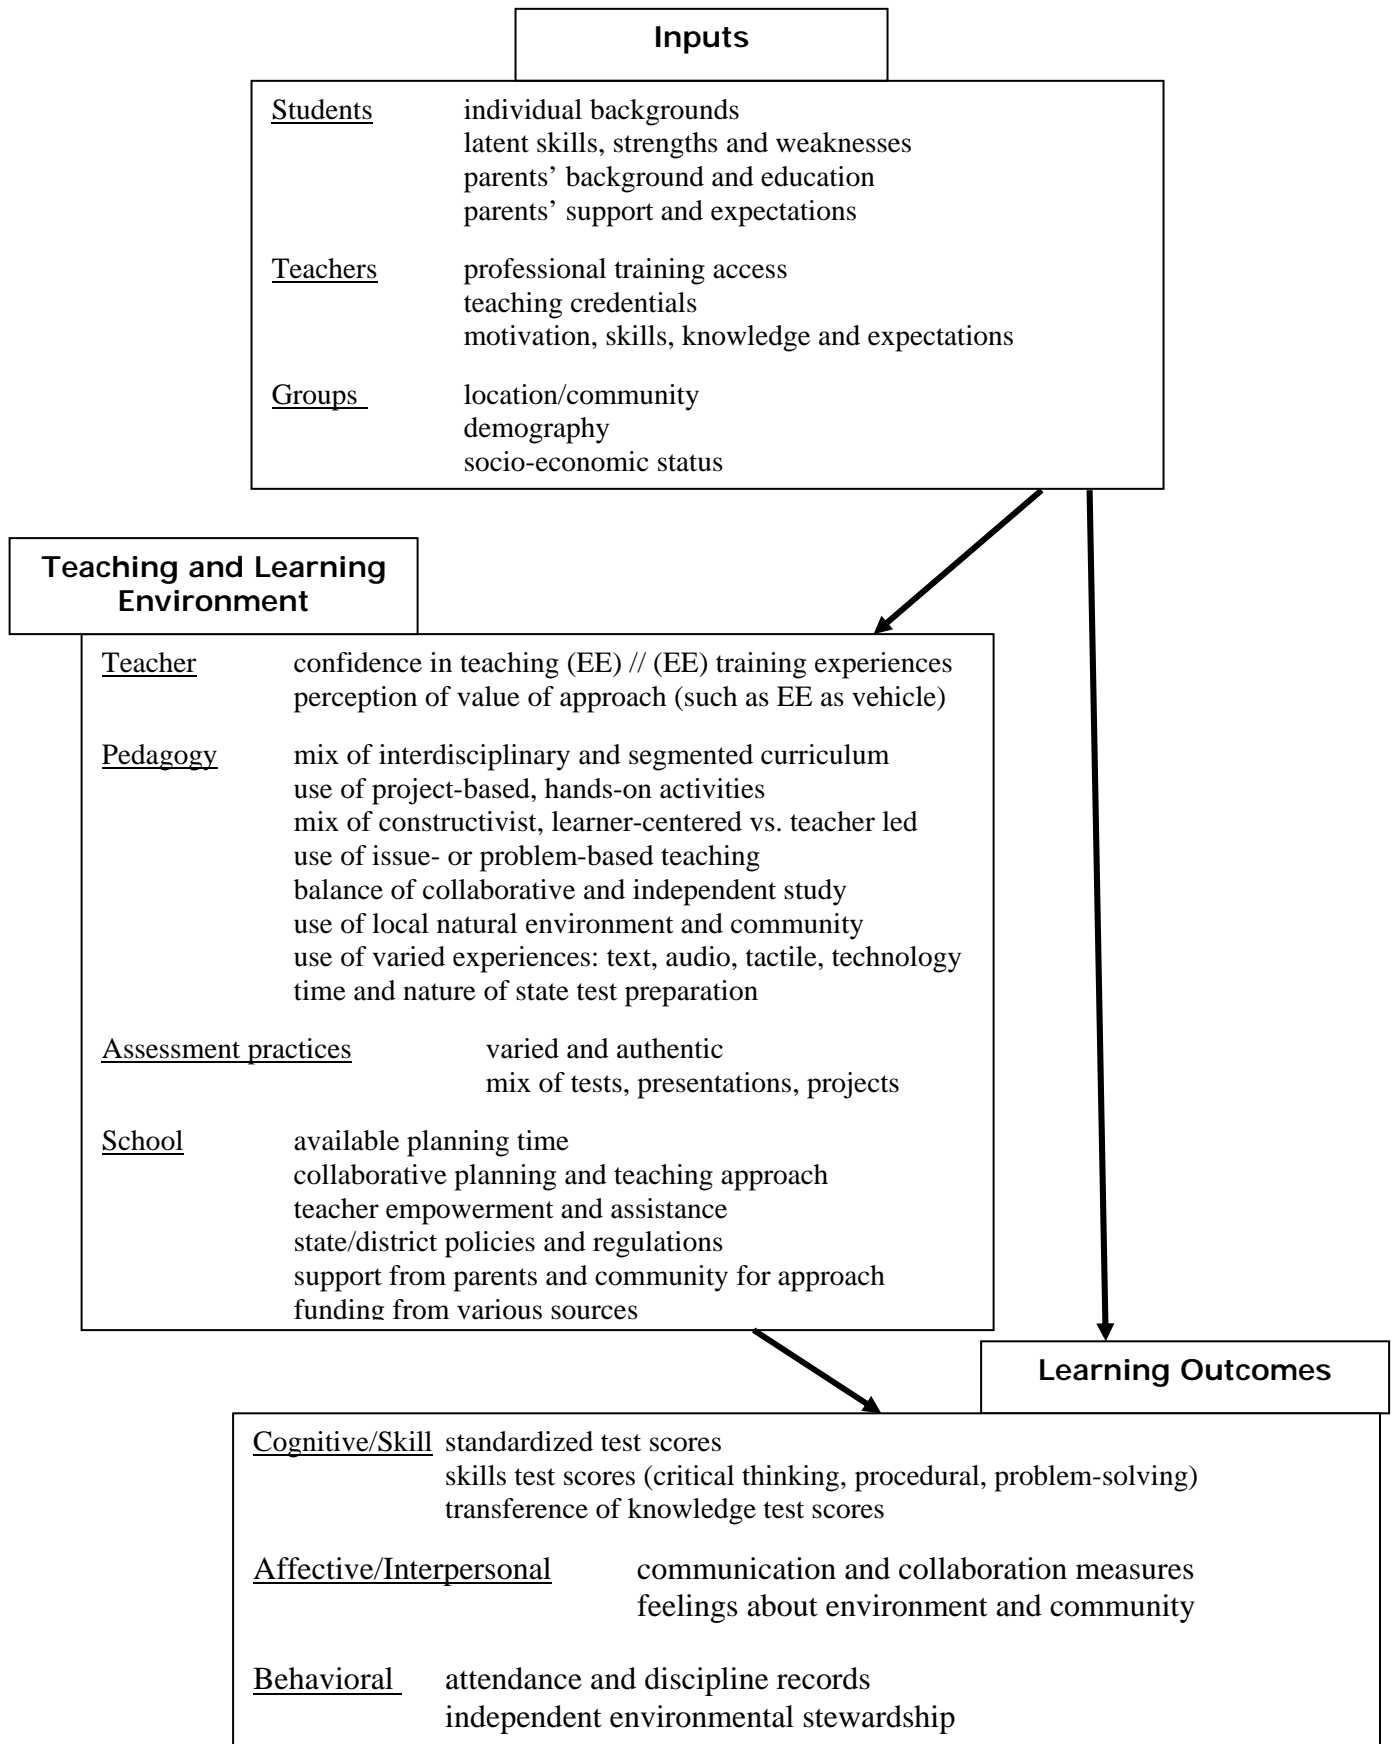 Inputs
Students individual backgrounds
latent skills, strengths and weaknesses
parents’ background and education
parents’ support and expectations
Teachers professional training access
teaching credentials
motivation, skills, knowledge and expectations
Groups location/community
demography
socio-economic status
Teaching and Learning
Environment
Teacher confidence in teaching (EE) // (EE) training experiences
perception of value of approach (such as EE as vehicle)
Pedagogy mix of interdisciplinary and segmented curriculum
use of project-based, hands-on activities
mix of constructivist, learner-centered vs. teacher led
use of issue- or problem-based teaching
balance of collaborative and independent study
use of local natural environment and community
use of varied experiences: text, audio, tactile, technology
time and nature of state test preparation
Assessment practices varied and authentic
mix of tests, presentations, projects
School available planning time
collaborative planning and teaching approach
teacher empowerment and assistance
state/district policies and regulations
support from parents and community for approach
funding from various sources
Learning Outcomes
Cognitive/Skill standardized test scores
skills test scores (critical thinking, procedural, problem-solving)
transference of knowledge test scores
Affective/Interpersonal communication and collaboration measures
feelings about environment and community
Behavioral attendance and discipline records
independent environmental stewardship